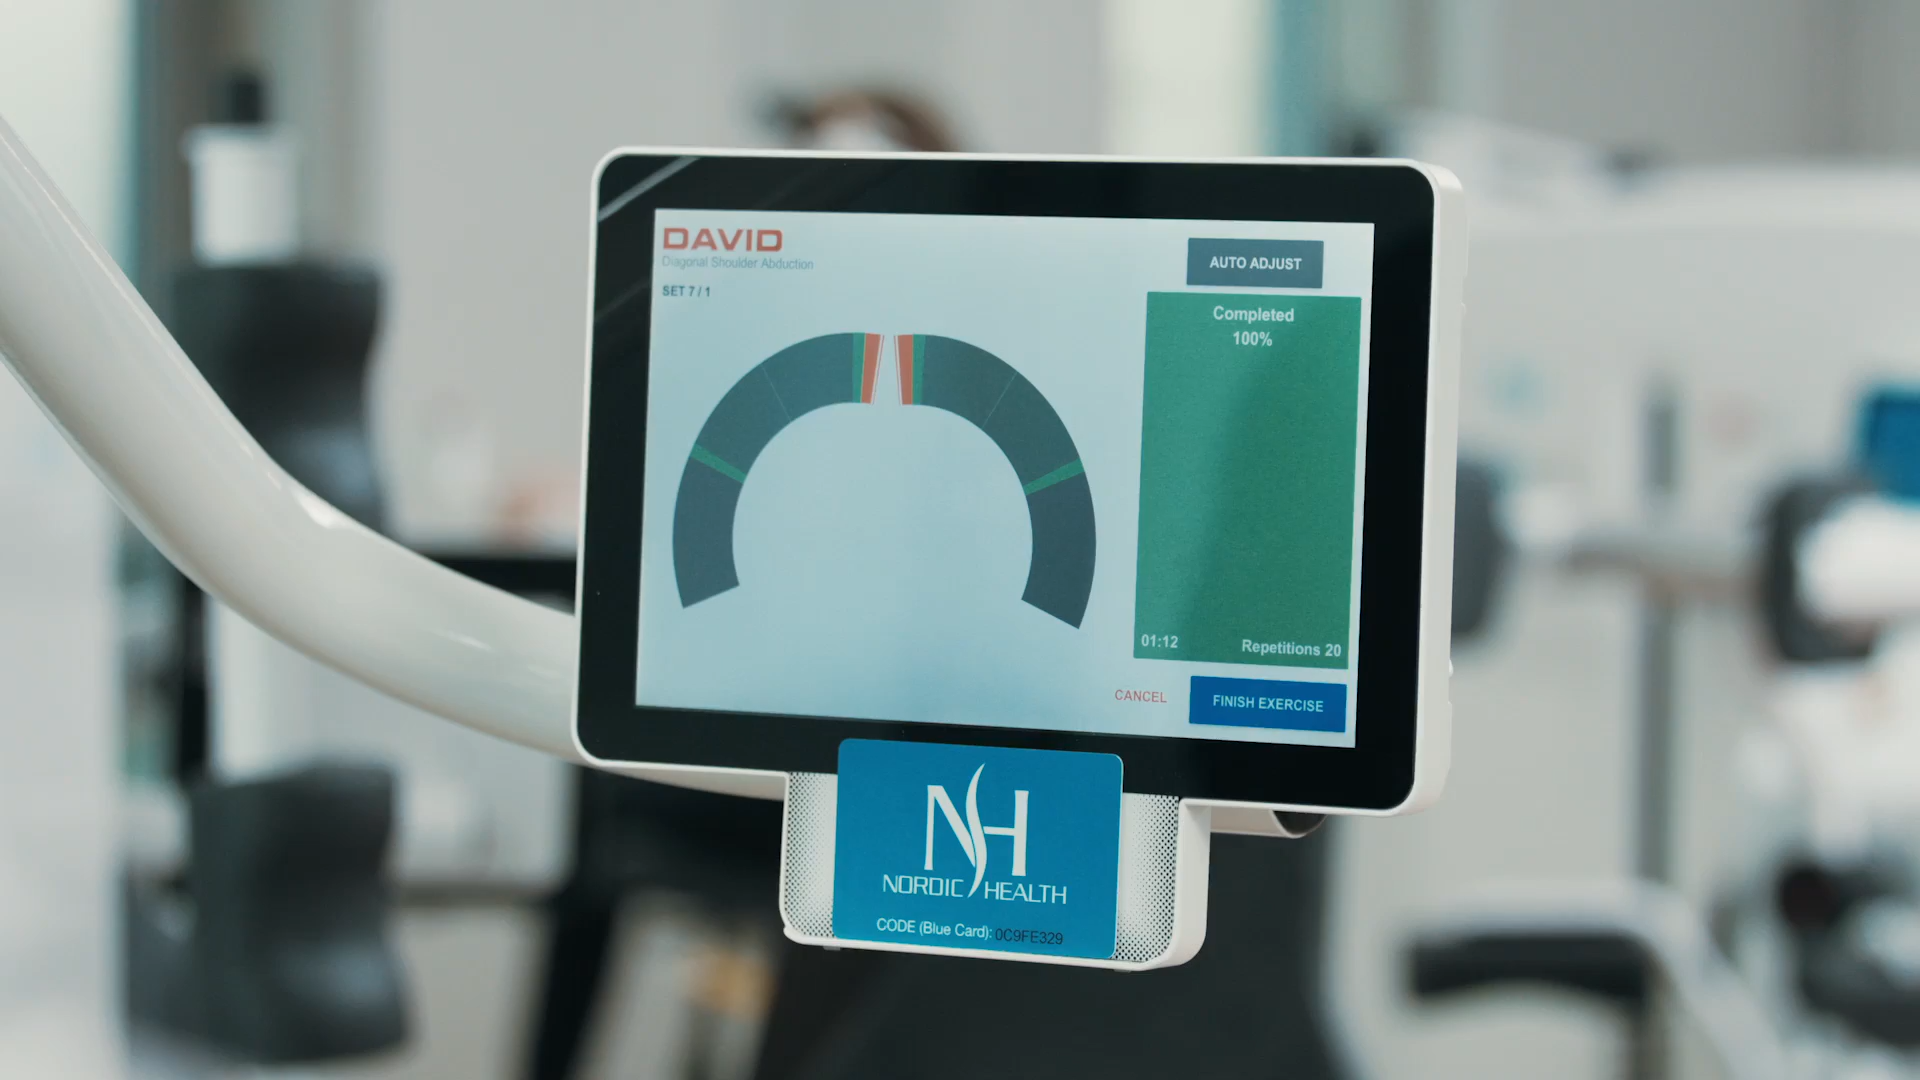 DAVID
Diagonal Shoulder Abduction
SET 7 / 1
AUTO ADJUST
Completed
100%
01:12
Repetitions 20
CANCEL
FINISH EXERCISE
NH
NORDIC HEALTH
CODE (Blue Card): 0C9FE329